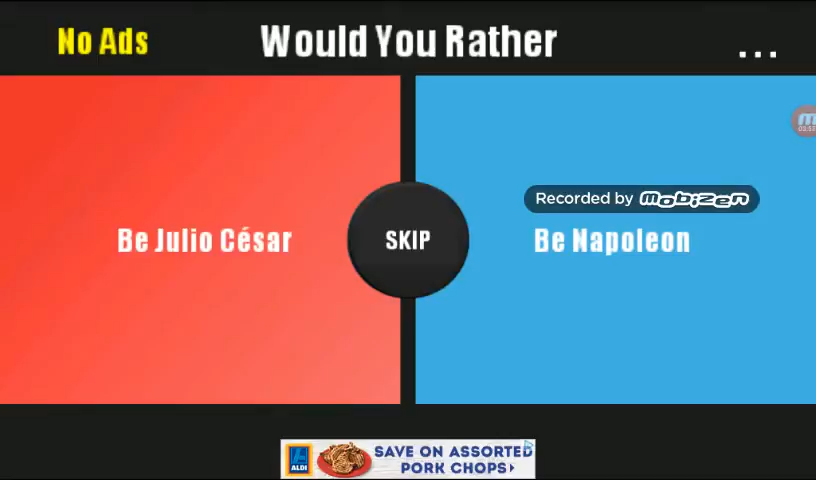 No Ads
Would You Rather
...
Recorded by mobizen
Be Julio César
SKIP
Be Napoleon
ALDI
SAVE ON ASSORTED
PORK CHOPS